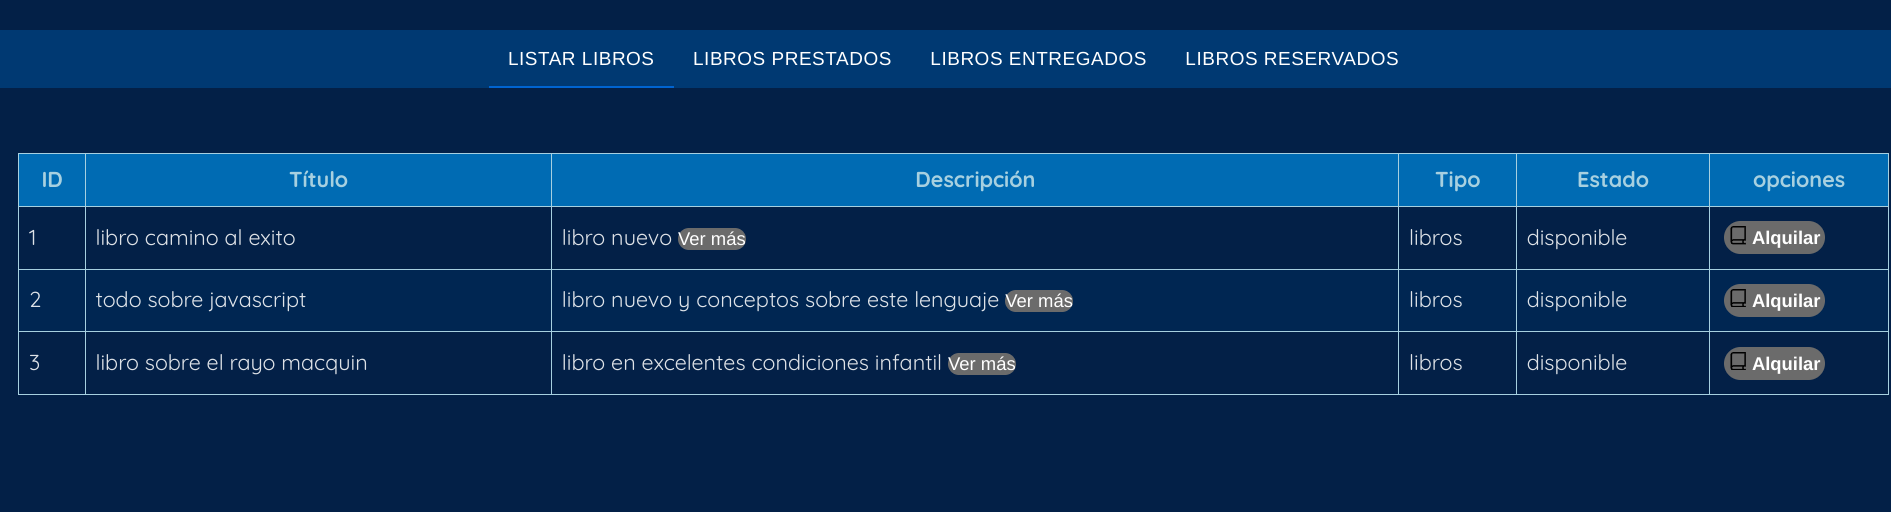 LISTAR LIBROS LIBROS PRESTADOS LIBROS ENTREGADOS LIBROS RESERVADOS
ID Título Descripción Tipo Estado opciones
1 libro camino al exito libro nuevo Ver más libros disponible Alquilar
2 todo sobre javascript libro nuevo y conceptos sobre este lenguaje Ver más libros disponible Alquilar
3 libro sobre el rayo macquin libro en excelentes condiciones infantil Ver más libros disponible Alquilar